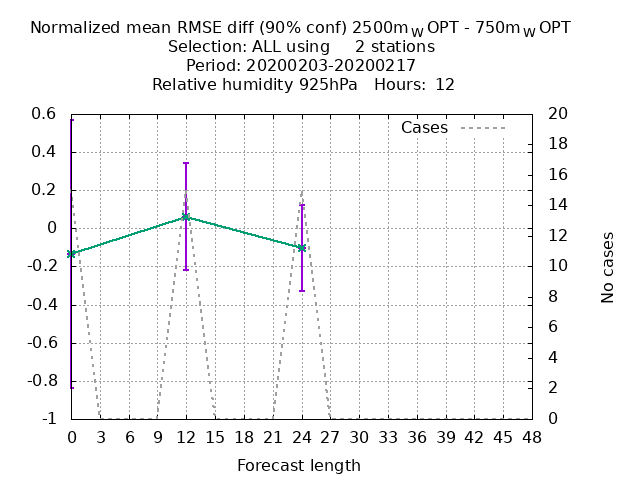 Normalized mean RMSE diff (90% conf) 2500m_W OPT - 750m_W OPT
Selection: ALL using 2 stations
Period: 20200203-20200217
Relative humidity 925hPa Hours: 12
Cases
0.6
0.4
0.2
0
-0.2
-0.4
-0.6
-0.8
-1
20
18
16
14
12
10
8
6
4
2
0
No cases
0 3 6 9 12 15 18 21 24 27 30 33 36 39 42 45 48
Forecast length